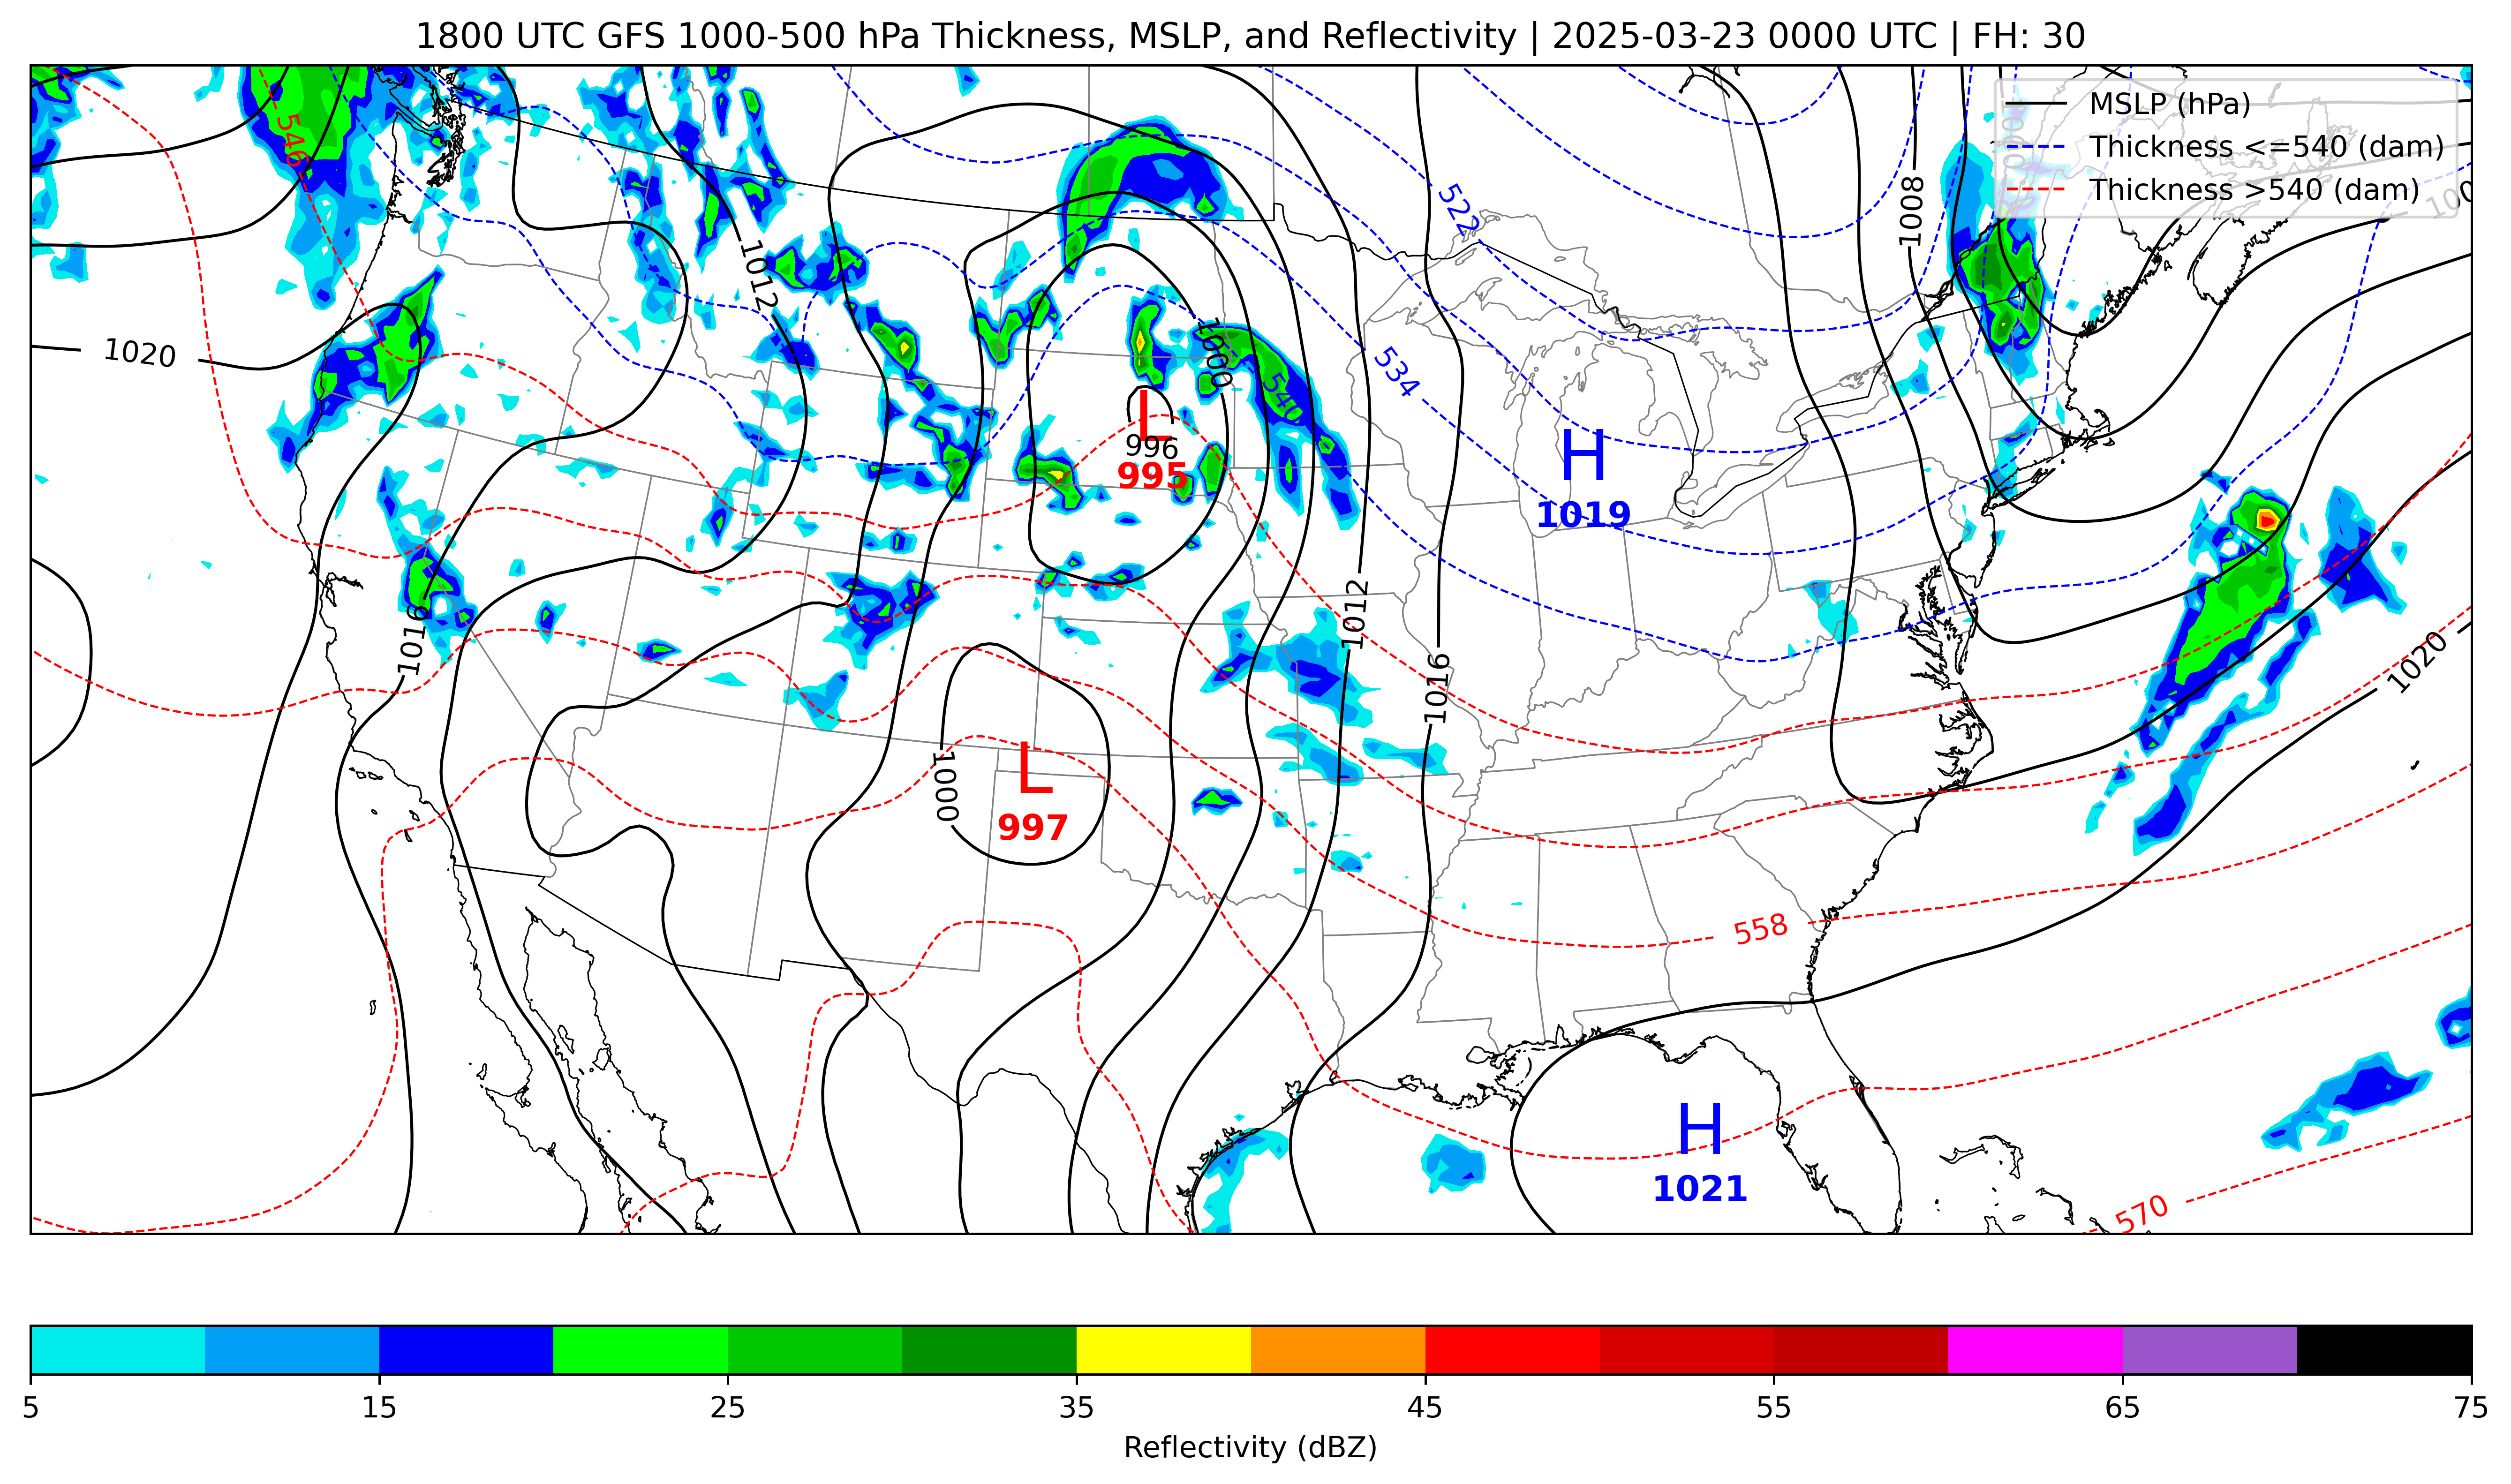 1800 UTC GFS 1000-500 hPa Thickness, MSLP, and Reflectivity | 2025-03-23 0000 UTC | FH: 30
MSLP (hPa)
Thickness <=540 (dam)
Thickness >540 (dam)
546
522
1008
1012
1020
1000
534
540
L
996
995
H
1019
1012
1016
1016
1020
L
1000
997
558
H
1021
570
5 15 25 35 45 55 65 75
Reflectivity (dBZ)